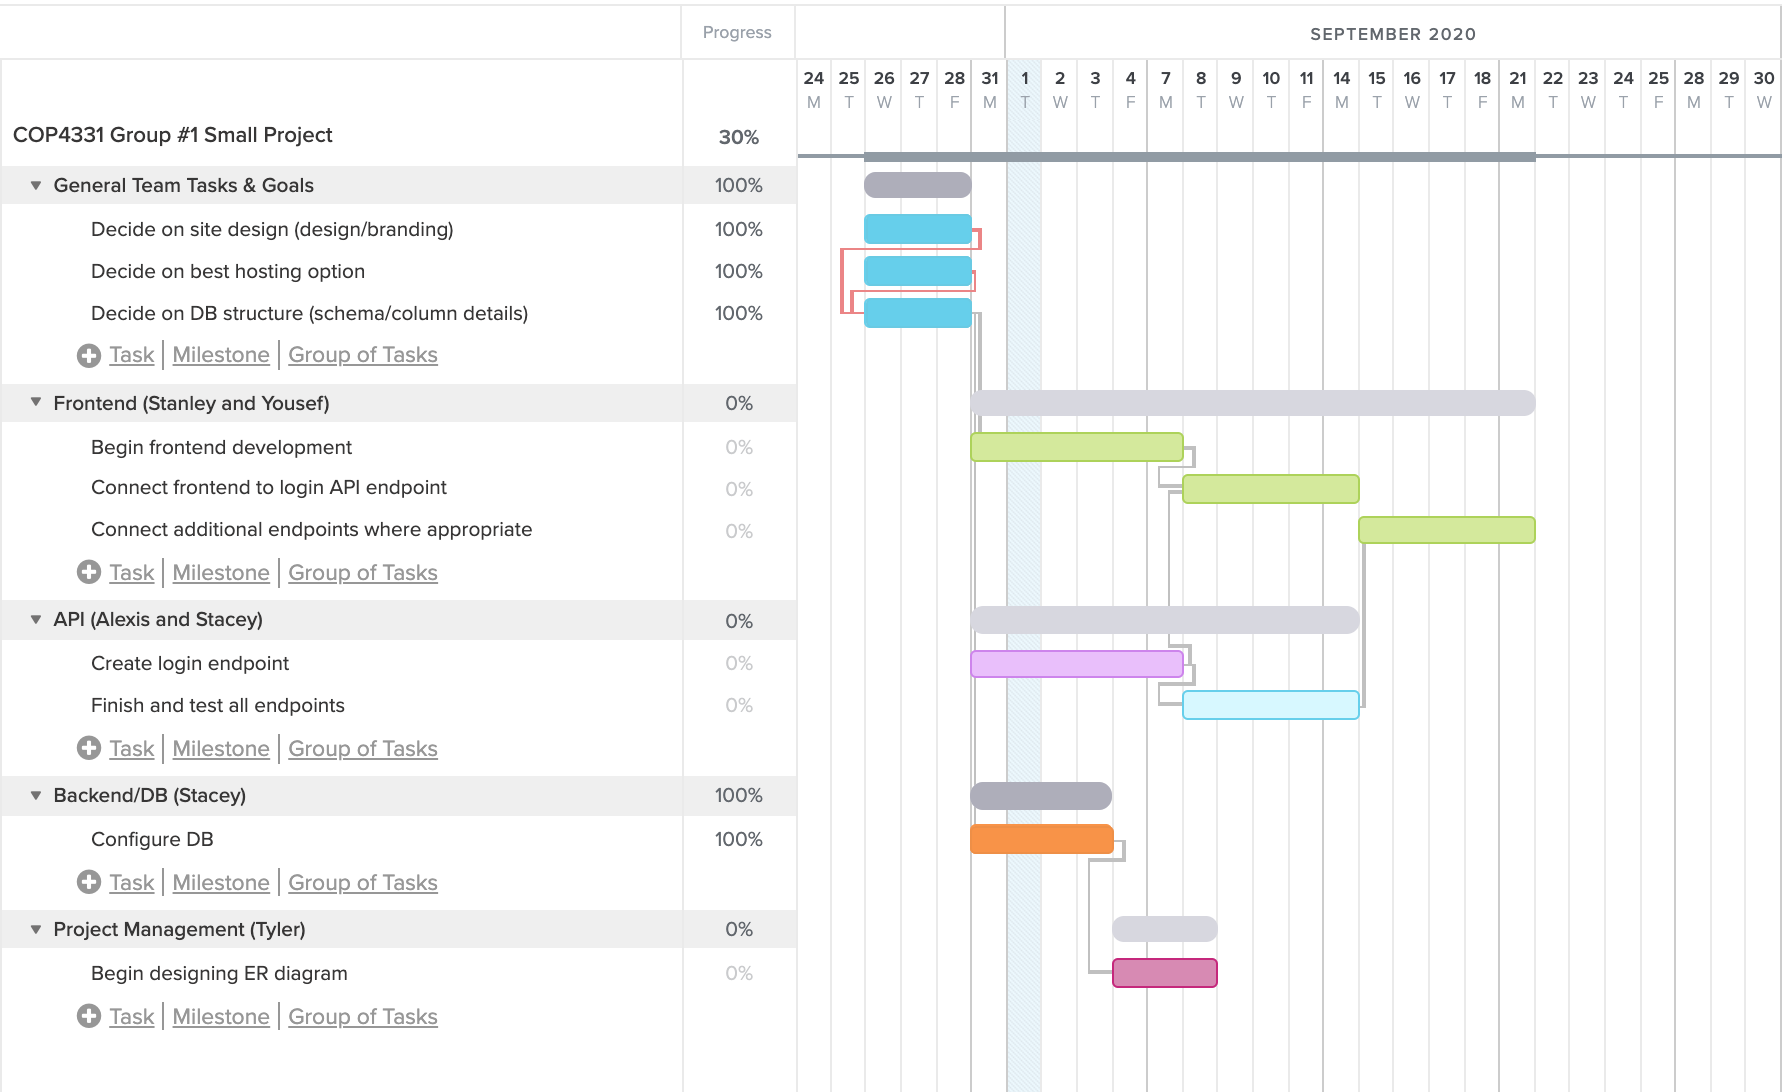 Progress
SEPTEMBER 2020
24 25 26 27 28 31 1 2 3 4 7 8 9 10 11 14 15 16 17 18 21 22 23 24 25 28 29 30
M T W T F M T W T F M T W T F M T W T F M T W T F M T W
COP4331 Group #1 Small Project 30%
General Team Tasks & Goals 100%
Decide on site design (design/branding) 100%
Decide on best hosting option 100%
Decide on DB structure (schema/column details) 100%
Task | Milestone | Group of Tasks
Frontend (Stanley and Yousef) 0%
Begin frontend development 0%
Connect frontend to login API endpoint 0%
Connect additional endpoints where appropriate 0%
Task | Milestone | Group of Tasks
API (Alexis and Stacey) 0%
Create login endpoint 0%
Finish and test all endpoints 0%
Task | Milestone | Group of Tasks
Backend/DB (Stacey) 100%
Configure DB 100%
Task | Milestone | Group of Tasks
Project Management (Tyler) 0%
Begin designing ER diagram 0%
Task | Milestone | Group of Tasks